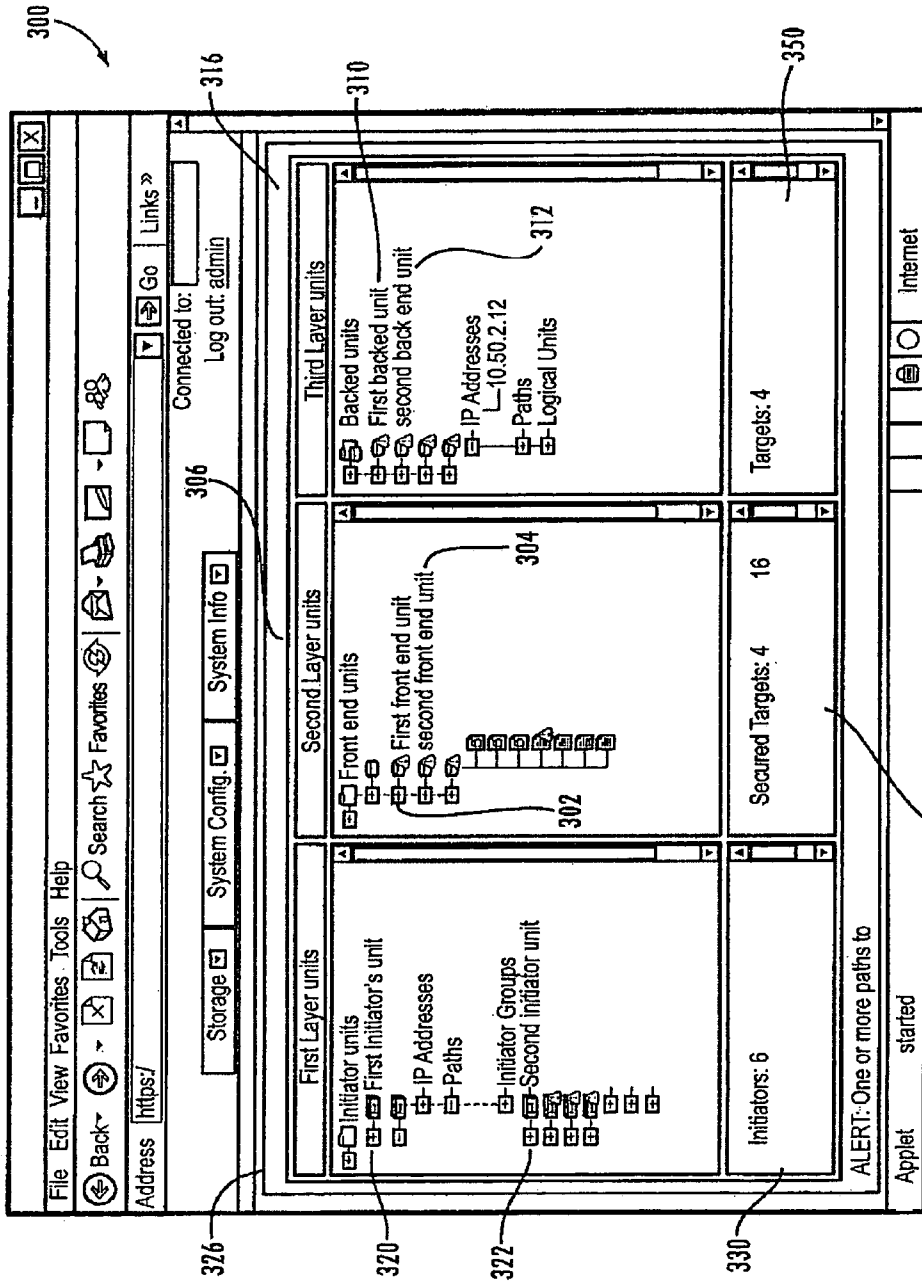 300
File Edit View Favorites Tools Help
Back Search Favorites
Address https:/ Go Links »
Connected to:
Log out: admin
Storage System Config. System Info
326
306
316
First Layer units
Second Layer units
Third Layer units
Initiator units
First Initiator's unit
IP Addresses
Paths
Initiator Groups
Second initiator unit
320
322
Front end units
First front end unit
second front end unit
302
304
Backed units
First backed unit
second back end unit
IP Addresses
10.50.2.12
Paths
Logical Units
310
312
Initiators: 6
Secured Targets: 4 16
Targets: 4
330
350
ALERT: One or more paths to
Applet started Internet